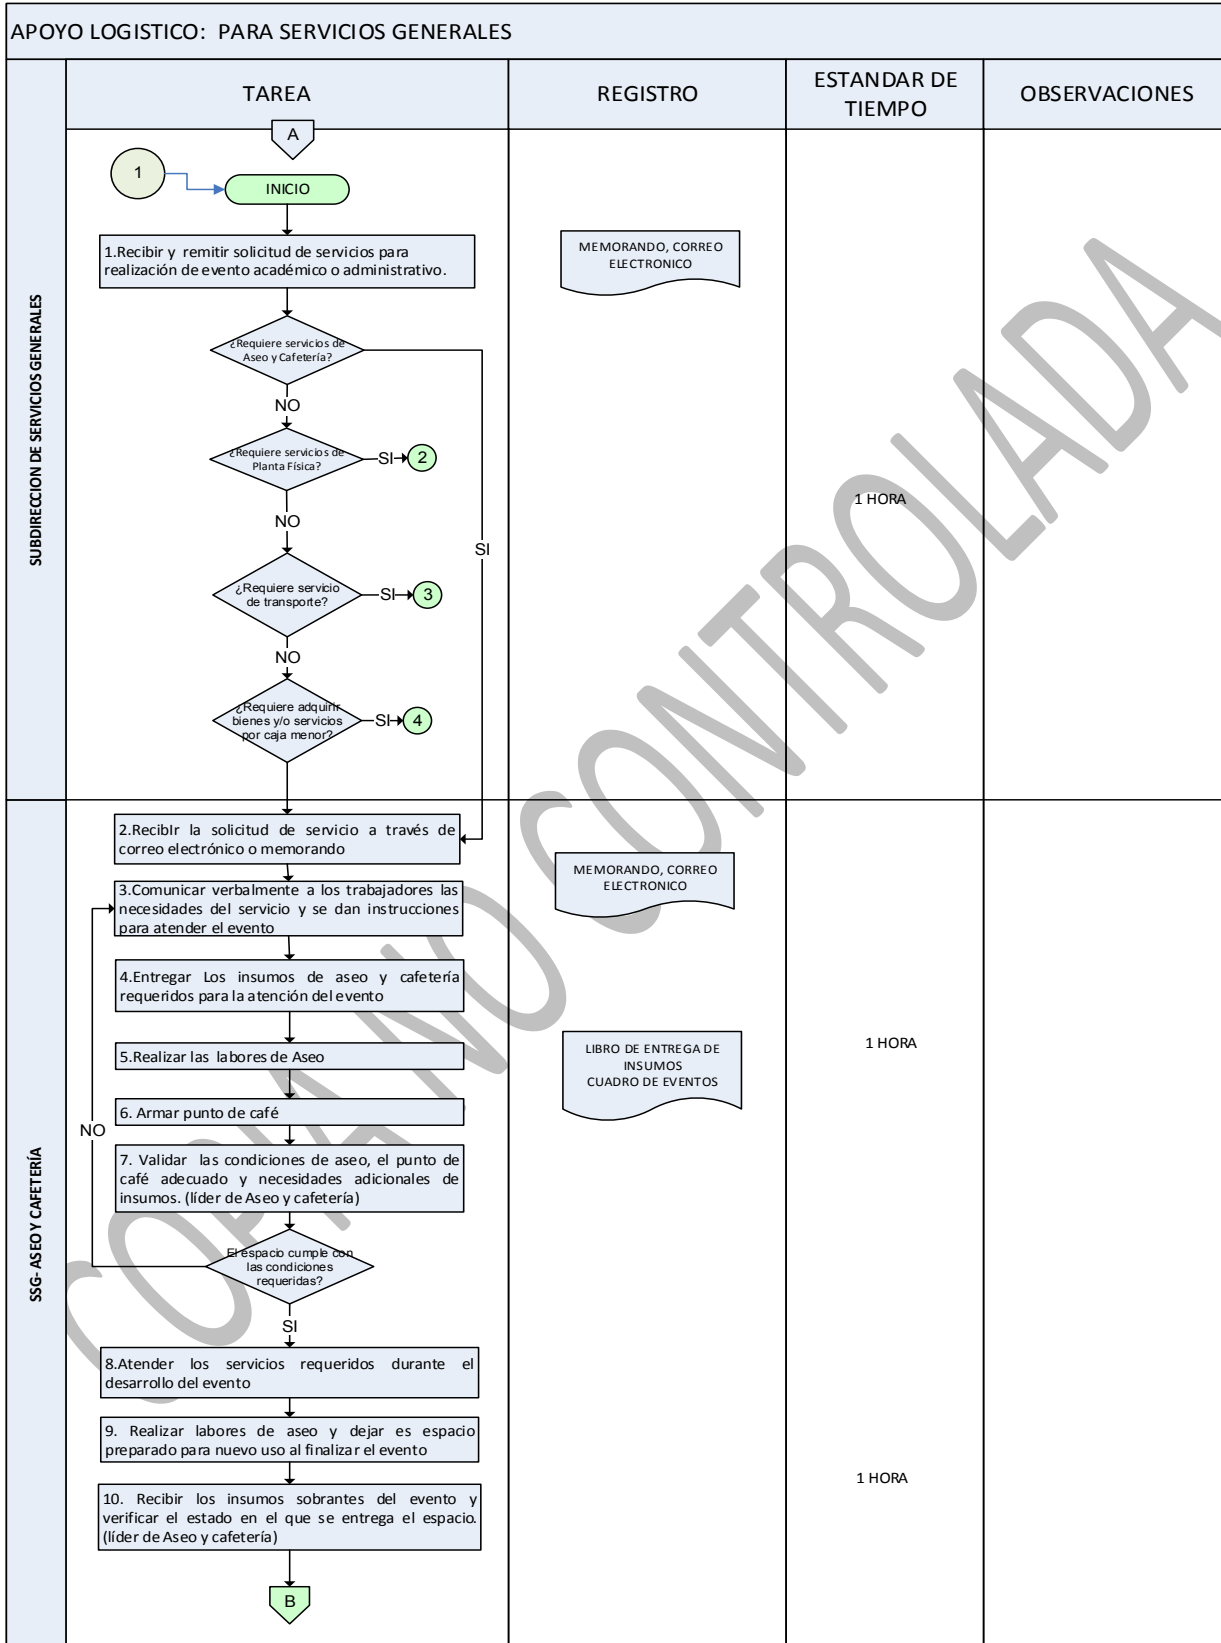 APOYO LOGISTICO: PARA SERVICIOS GENERALES
TAREA
REGISTRO
ESTANDAR DE
TIEMPO
OBSERVACIONES
SUBDIRECCION DE SERVICIOS GENERALES
A
1
INICIO
1.Recibir y remitir solicitud de servicios para
realización de evento académico o administrativo.
MEMORANDO, CORREO
ELECTRONICO
¿Requiere servicios de
Aseo y Cafetería?
NO
SI
¿Requiere servicios de
Planta Física?
SI
2
NO
1 HORA
¿Requiere servicio
de transporte?
SI
3
NO
¿Requiere adquirir
bienes y/o servicios
por caja menor?
SI
4
SSG- ASEO Y CAFETERÍA
2.RecibIr la solicitud de servicio a través de
correo electrónico o memorando
MEMORANDO, CORREO
ELECTRONICO
3.Comunicar verbalmente a los trabajadores las
necesidades del servicio y se dan instrucciones
para atender el evento
4.Entregar Los insumos de aseo y cafetería
requeridos para la atención del evento
5.Realizar las labores de Aseo
LIBRO DE ENTREGA DE
INSUMOS
CUADRO DE EVENTOS
1 HORA
6. Armar punto de café
NO
7. Validar las condiciones de aseo, el punto de
café adecuado y necesidades adicionales de
insumos. (líder de Aseo y cafetería)
El espacio cumple con
las condiciones
requeridas?
SI
8.Atender los servicios requeridos durante el
desarrollo del evento
9. Realizar labores de aseo y dejar es espacio
preparado para nuevo uso al finalizar el evento
1 HORA
10. Recibir los insumos sobrantes del evento y
verificar el estado en el que se entrega el espacio.
(líder de Aseo y cafetería)
B
COPIA NO CONTROLADA